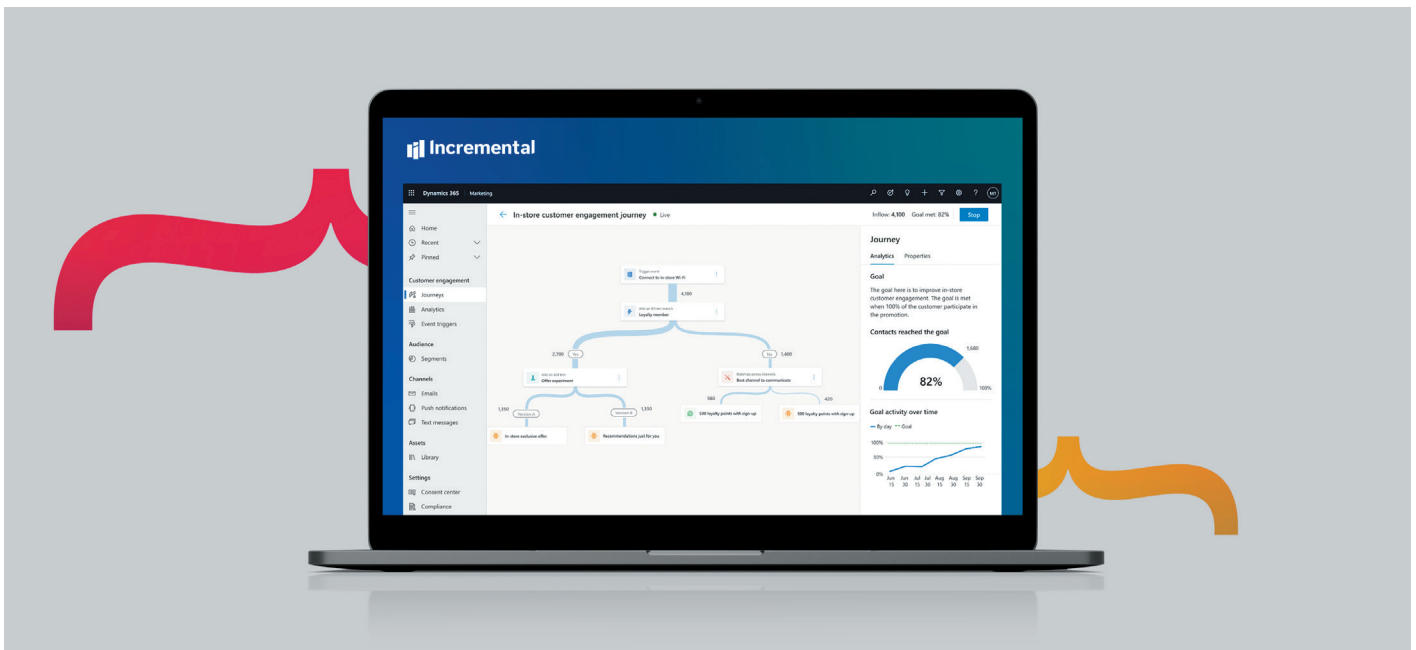 Incremental
Dynamics 365 Marketing
In-store customer engagement journey Live
Inflow: 4,100 Goal met: 82% Stop
Home
Recent
Pinned
Customer engagement
Journeys
Analytics
Event triggers
Audience
Segments
Channels
Emails
Push notifications
Text messages
Assets
Library
Settings
Consent center
Compliance
Trigger event
Connect to in-store Wi-Fi
4,100
Loyalty member
2,700 Yes
No 1,400
Offer experiment
Best channel to communicate
1,350 Version A
Version B 1,350
980
420
In-store exclusive offer
Recommendations just for you
500 loyalty points with sign-up
500 loyalty points with sign-up
Journey
Analytics Properties
Goal
The goal here is to improve in-store
customer engagement. The goal is met
when 100% of the customer participate in
the promotion.
Contacts reached the goal
1,680
82%
0
100%
Goal activity over time
By day Goal
100%
50%
0%
Jun Jun Jul Jul Aug Aug Sep Sep
15 30 15 30 15 30 15 30